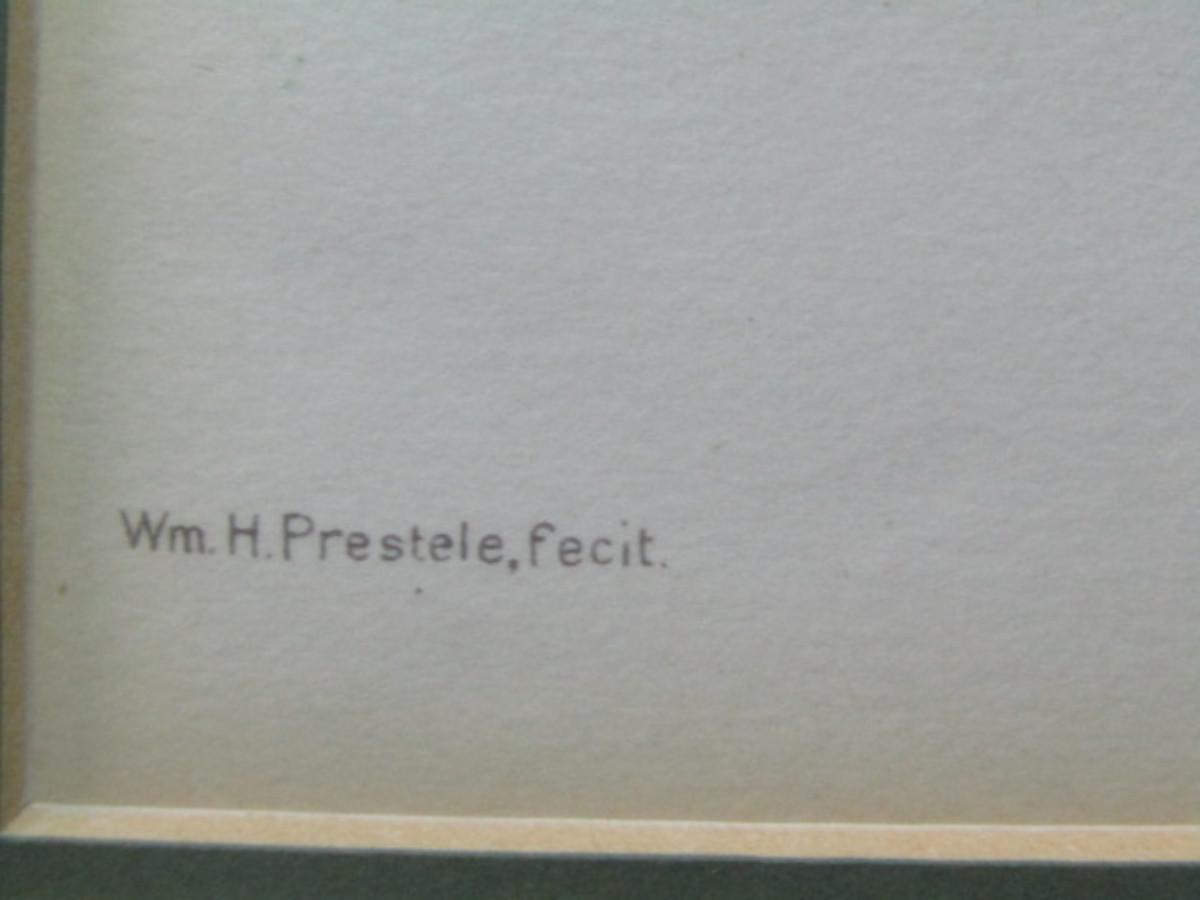 Wm. H. Prestele, fecit.